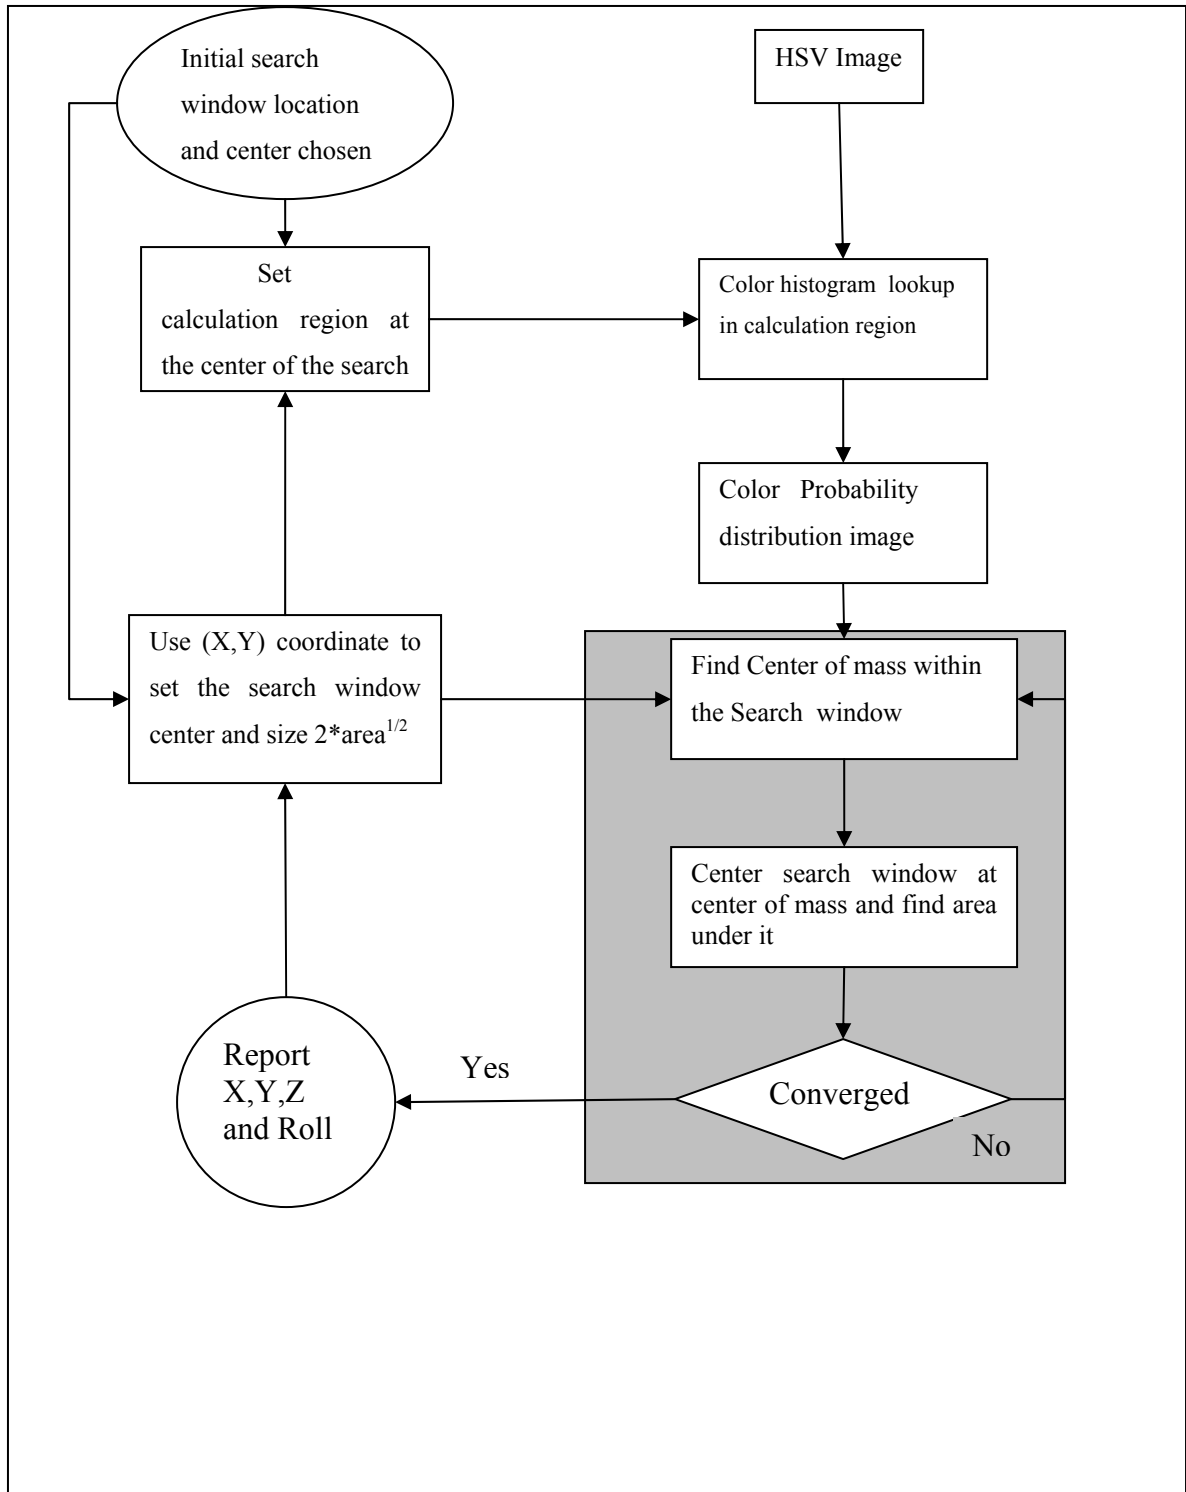 Initial search
window location
and center chosen
HSV Image
Set
calculation region at
the center of the search
Color histogram lookup
in calculation region
Color Probability
distribution image
Use (X,Y) coordinate to
set the search window
center and size 2*area^1/2
Find Center of mass within
the Search window
Center search window at
center of mass and find area
under it
Report
X,Y,Z
and Roll
Yes
Converged
No